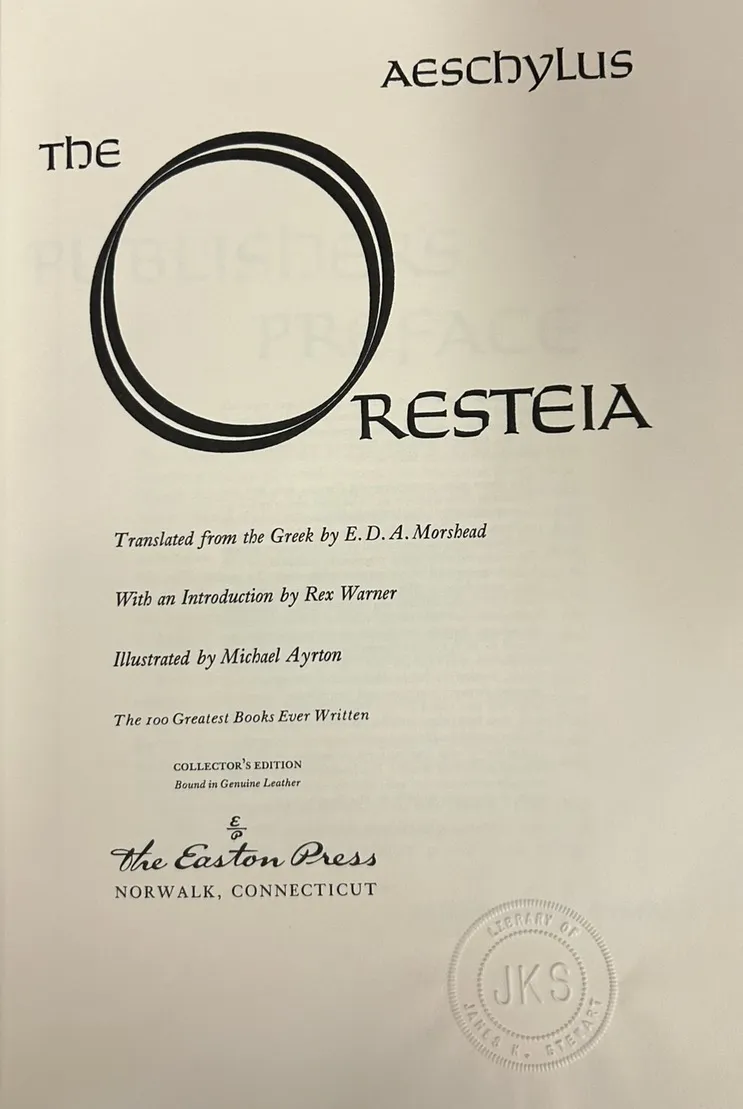 AESCHYLUS
THE
ORESTEIA
Translated from the Greek by E. D. A. Morshead
With an Introduction by Rex Warner
Illustrated by Michael Ayrton
The 100 Greatest Books Ever Written
COLLECTOR'S EDITION
Bound in Genuine Leather
E
P
The Easton Press
NORWALK, CONNECTICUT
LIBRARY OF
JKS
JAMES K. STEWART
PUBLISHERS
PREFACE